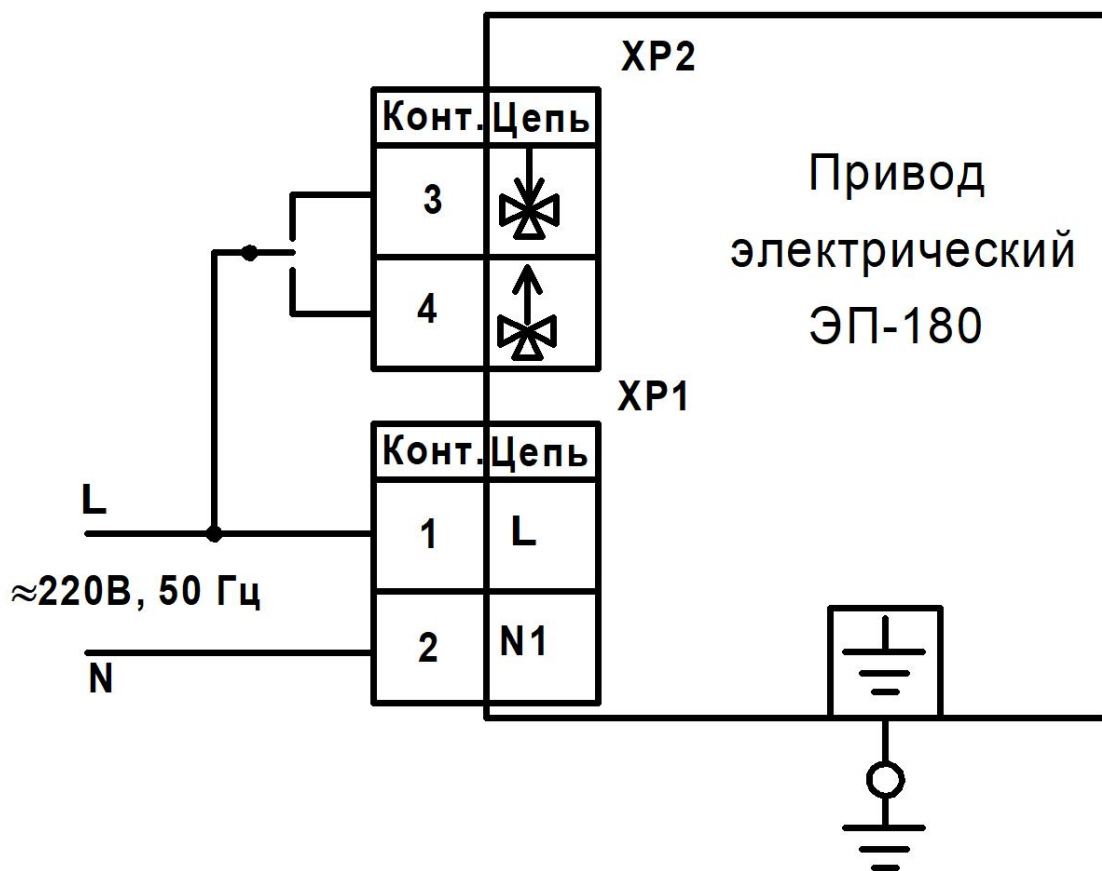 XP2
Конт. Цепь
3
4
Привод
электрический
ЭП-180
XP1
Конт. Цепь
L
1 L
≈220В, 50 Гц
2 N1
N